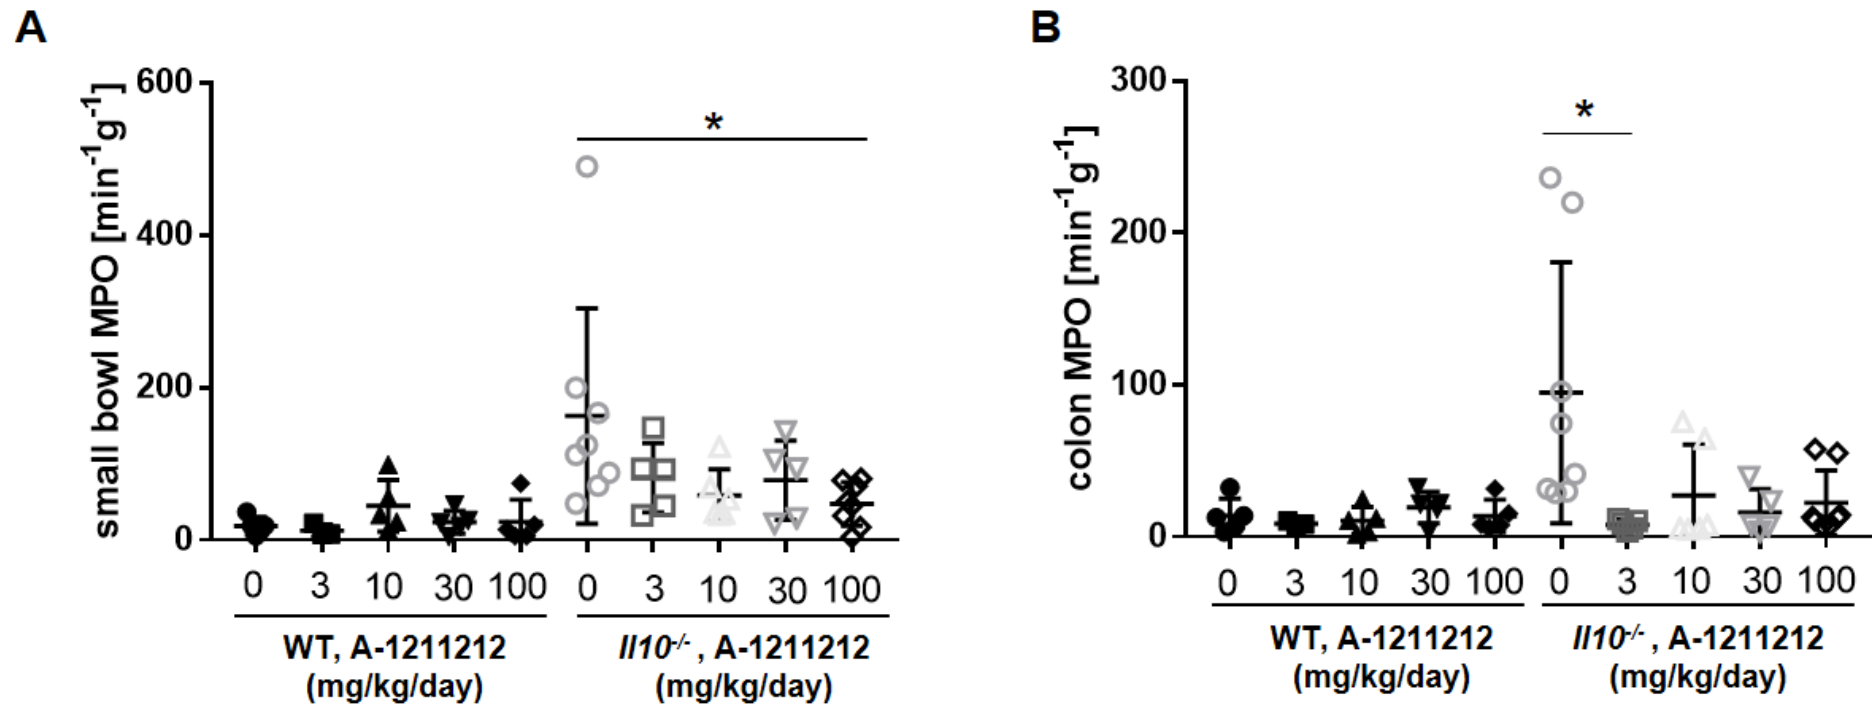 A
small bowl MPO [min⁻¹g⁻¹]
600
400
200
0
*
0 3 10 30 100 0 3 10 30 100
WT, A-1211212
(mg/kg/day)
Il10⁻/⁻ , A-1211212
(mg/kg/day)
B
colon MPO [min⁻¹g⁻¹]
300
200
100
0
*
0 3 10 30 100 0 3 10 30 100
WT, A-1211212
(mg/kg/day)
Il10⁻/⁻ , A-1211212
(mg/kg/day)